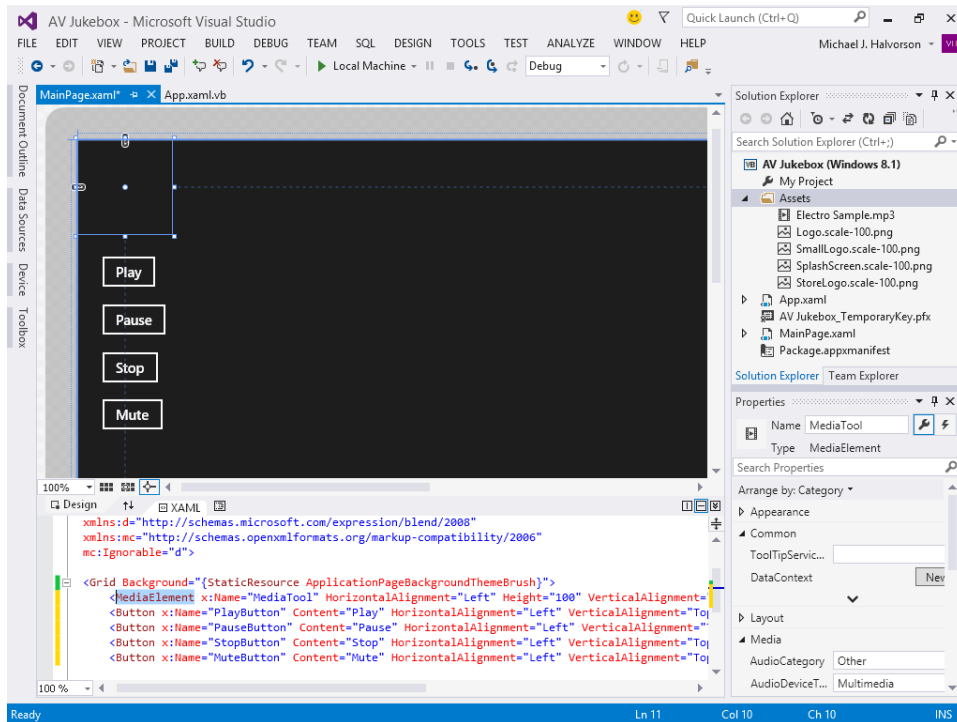 AV Jukebox - Microsoft Visual Studio
Quick Launch (Ctrl+Q)
FILE EDIT VIEW PROJECT BUILD DEBUG TEAM SQL DESIGN TOOLS TEST ANALYZE WINDOW HELP
Michael J. Halvorson
Local Machine
Debug
Document Outline
Data Sources
Device
Toolbox
MainPage.xaml*
App.xaml.vb
Play
Pause
Stop
Mute
100%
Design
XAML
xmlns:d="http://schemas.microsoft.com/expression/blend/2008"
xmlns:mc="http://schemas.openxmlformats.org/markup-compatibility/2006"
mc:Ignorable="d">
<Grid Background="{StaticResource ApplicationPageBackgroundThemeBrush}">
<MediaElement x:Name="MediaTool" HorizontalAlignment="Left" Height="100" VerticalAlignment=
<Button x:Name="PlayButton" Content="Play" HorizontalAlignment="Left" VerticalAlignment="Top
<Button x:Name="PauseButton" Content="Pause" HorizontalAlignment="Left" VerticalAlignment="
<Button x:Name="StopButton" Content="Stop" HorizontalAlignment="Left" VerticalAlignment="Top
<Button x:Name="MuteButton" Content="Mute" HorizontalAlignment="Left" VerticalAlignment="Top
100 %
Solution Explorer
Search Solution Explorer (Ctrl+;)
AV Jukebox (Windows 8.1)
My Project
Assets
Electro Sample.mp3
Logo.scale-100.png
SmallLogo.scale-100.png
SplashScreen.scale-100.png
StoreLogo.scale-100.png
App.xaml
AV Jukebox_TemporaryKey.pfx
MainPage.xaml
Package.appxmanifest
Solution Explorer Team Explorer
Properties
Name MediaTool
Type MediaElement
Search Properties
Arrange by: Category
Appearance
Common
ToolTipServic...
DataContext New
Layout
Media
AudioCategory Other
AudioDeviceT... Multimedia
Ready
Ln 11 Col 10 Ch 10 INS